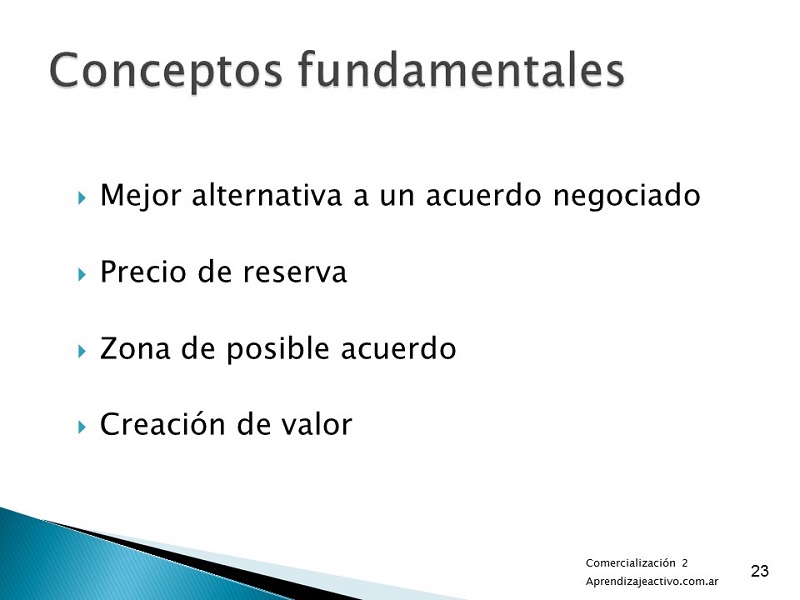 Conceptos fundamentales
Mejor alternativa a un acuerdo negociado
Precio de reserva
Zona de posible acuerdo
Creación de valor
Comercialización 2
Aprendizajeactivo.com.ar
23